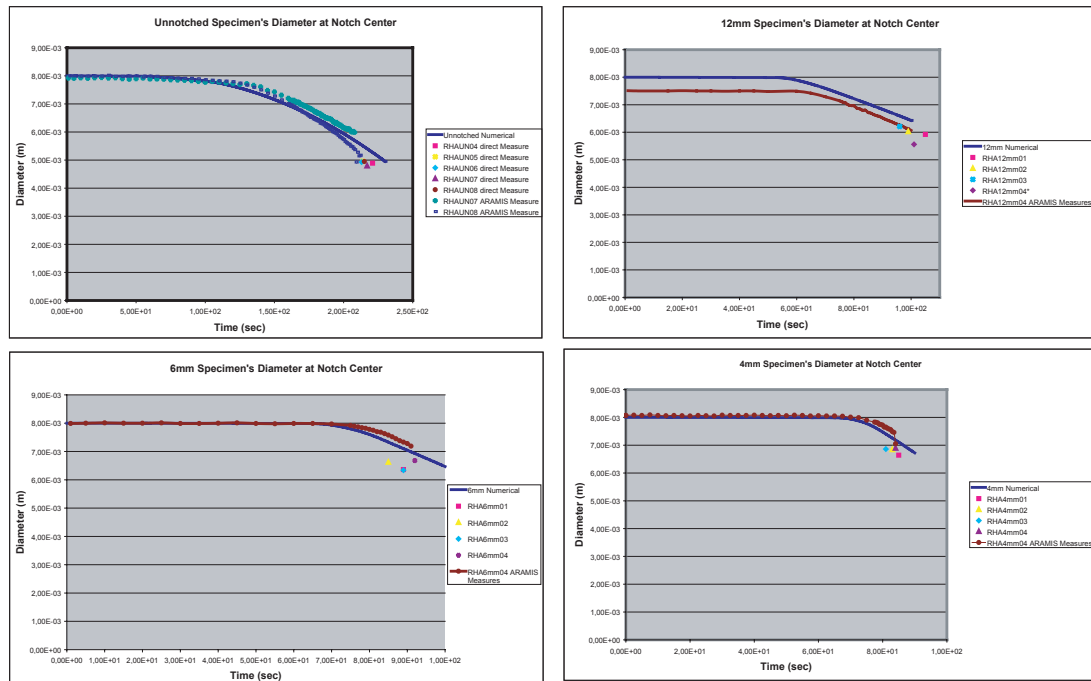 Unnotched Specimen's Diameter at Notch Center
9,00E-03
8,00E-03
7,00E-03
6,00E-03
5,00E-03
4,00E-03
3,00E-03
2,00E-03
1,00E-03
0,00E+00
Diameter (m)
0,00E+00 5,00E+01 1,00E+02 1,50E+02 2,00E+02 2,50E+02
Time (sec)
Unnotched Numerical
RHAUN04 direct Measure
RHAUN05 direct Measure
RHAUN06 direct Measure
RHAUN07 direct Measure
RHAUN08 direct Measure
RHAUN07 ARAMIS Measure
RHAUN08 ARAMIS Measure
12mm Specimen's Diameter at Notch Center
9,00E-03
8,00E-03
7,00E-03
6,00E-03
5,00E-03
4,00E-03
3,00E-03
2,00E-03
1,00E-03
0,00E+00
Diameter (m)
0,00E+00 2,00E+01 4,00E+01 6,00E+01 8,00E+01 1,00E+02
Time (sec)
12mm Numerical
RHA12mm01
RHA12mm02
RHA12mm03
RHA12mm04*
RHA12mm04 ARAMIS Measures
6mm Specimen's Diameter at Notch Center
9,00E-03
8,00E-03
7,00E-03
6,00E-03
5,00E-03
4,00E-03
3,00E-03
2,00E-03
1,00E-03
0,00E+00
Diameter (m)
0,00E+00 1,00E+01 2,00E+01 3,00E+01 4,00E+01 5,00E+01 6,00E+01 7,00E+01 8,00E+01 9,00E+01 1,00E+02
Time (sec)
6mm Numerical
RHA6mm01
RHA6mm02
RHA6mm03
RHA6mm04
RHA6mm04 ARAMIS
Measures
4mm Specimen's Diameter at Notch Center
9,00E-03
8,00E-03
7,00E-03
6,00E-03
5,00E-03
4,00E-03
3,00E-03
2,00E-03
1,00E-03
0,00E+00
Diameter (m)
0,00E+00 2,00E+01 4,00E+01 6,00E+01 8,00E+01 1,00E+02
Time (sec)
4mm Numerical
RHA4mm01
RHA4mm02
RHA4mm03
RHA4mm04
RHA4mm04 ARAMIS Measures